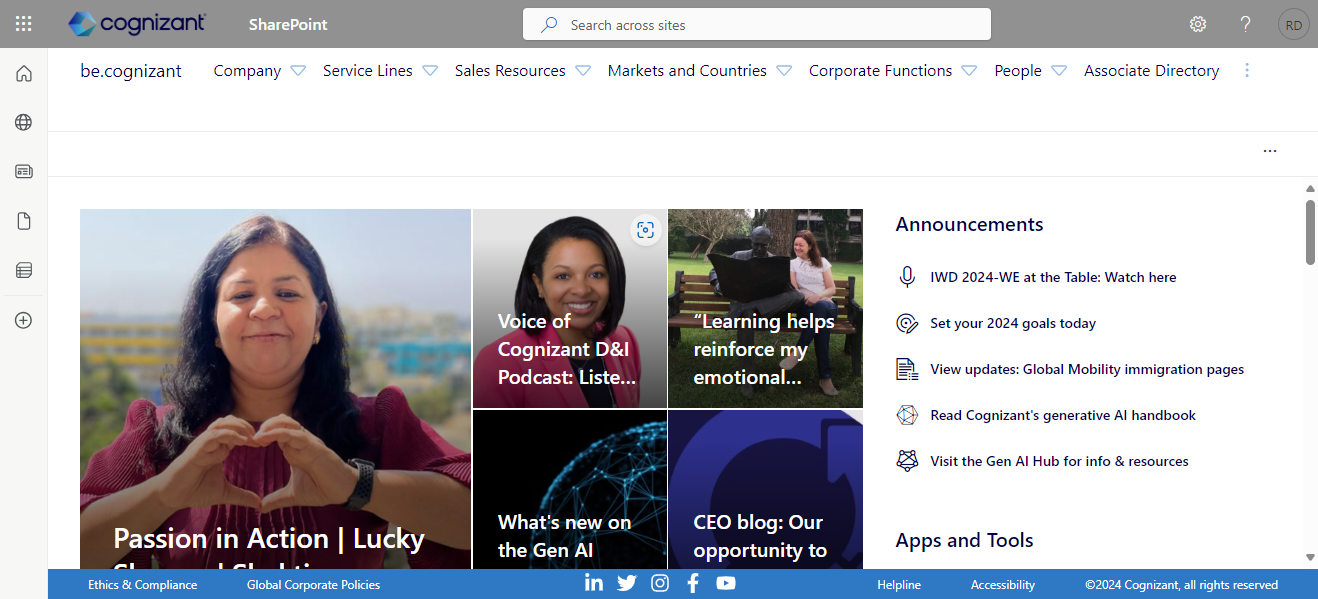 cognizant
SharePoint
Search across sites
RD
be.cognizant
Company
Service Lines
Sales Resources
Markets and Countries
Corporate Functions
People
Associate Directory
Passion in Action | Lucky
Voice of
Cognizant D&I
Podcast: Liste...
“Learning helps
reinforce my
emotional...
What's new on
the Gen AI
CEO blog: Our
opportunity to
Announcements
IWD 2024-WE at the Table: Watch here
Set your 2024 goals today
View updates: Global Mobility immigration pages
Read Cognizant's generative AI handbook
Visit the Gen AI Hub for info & resources
Apps and Tools
Ethics & Compliance
Global Corporate Policies
Helpline
Accessibility
©2024 Cognizant, all rights reserved